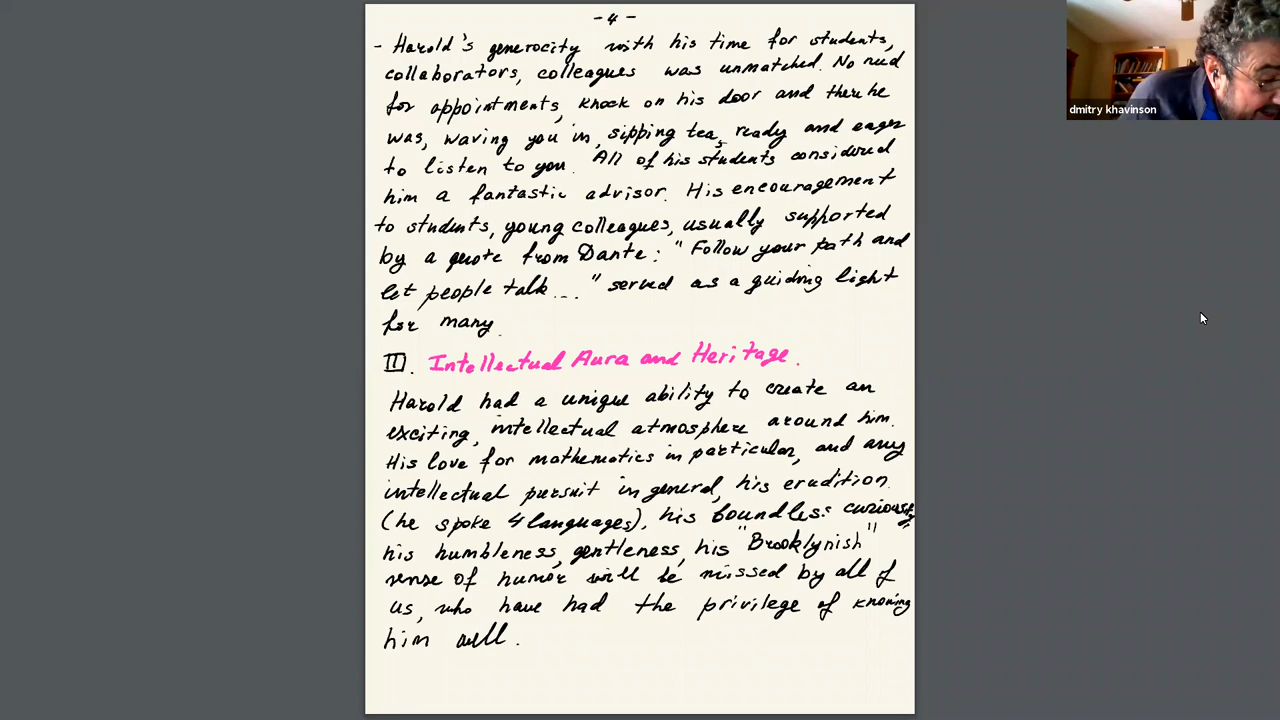 - 4 -
- Harold's generocity with his time for students,
collaborators, colleagues was unmatched. No need
for appointments, knock on his door and there he
was, waving you in, sipping tea, ready and eager
to listen to you. All of his students considered
him a fantastic advisor. His encouragement
to students, young colleagues, usually supported
by a quote from Dante: "Follow your path and
let people talk..." served as a guiding light
for many.
III. Intellectual Aura and Heritage.
Harold had a unique ability to create an
exciting, intellectual atmosphere around him.
His love for mathematics in particular, and any
intellectual pursuit in general, his erudition
(he spoke 4 languages), his boundless curiousity,
his humbleness, gentleness, his "Brooklynish"
sense of humor will be missed by all of
us, who have had the privilege of knowing
him well.
dmitry khavinson